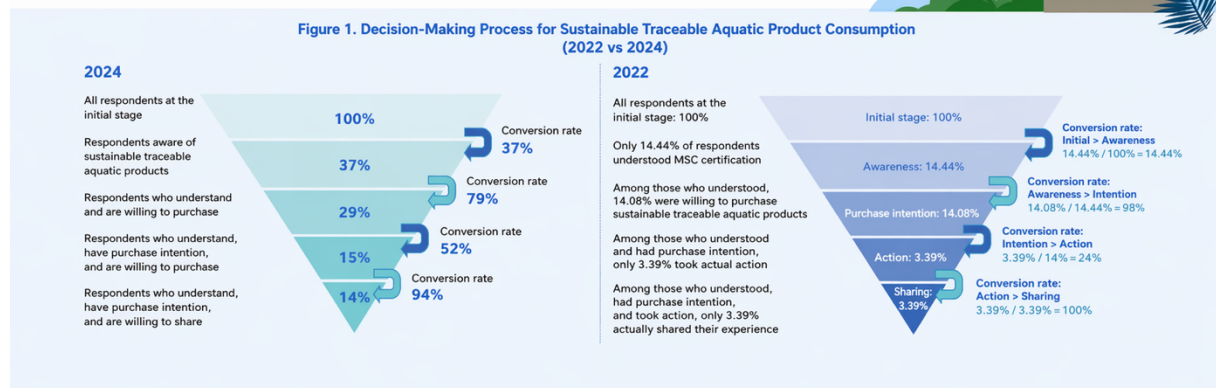 Figure 1. Decision-Making Process for Sustainable Traceable Aquatic Product Consumption
(2022 vs 2024)
2024
All respondents at the
initial stage
Respondents aware of
sustainable traceable
aquatic products
Respondents who understand
and are willing to purchase
Respondents who understand,
have purchase intention,
and are willing to purchase
Respondents who understand,
have purchase intention,
and are willing to share
100%
37%
29%
15%
14%
Conversion rate
37%
Conversion rate
79%
Conversion rate
52%
Conversion rate
94%
2022
All respondents at the
initial stage: 100%
Only 14.44% of respondents
understood MSC certification
Among those who understood,
14.08% were willing to purchase
sustainable traceable aquatic products
Among those who understood
and had purchase intention,
only 3.39% took actual action
Among those who understood,
had purchase intention,
and took action, only 3.39%
actually shared their experience
Initial stage: 100%
Awareness: 14.44%
Purchase intention: 14.08%
Action: 3.39%
Sharing:
3.39%
Conversion rate:
Initial > Awareness
14.44% / 100% = 14.44%
Conversion rate:
Awareness > Intention
14.08% / 14.44% = 98%
Conversion rate:
Intention > Action
3.39% / 14% = 24%
Conversion rate:
Action > Sharing
3.39% / 3.39% = 100%